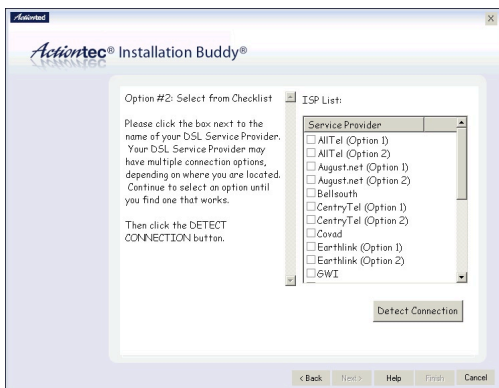 Actiontec
Actiontec® Installation Buddy®
Option #2: Select from Checklist
Please click the box next to the
name of your DSL Service Provider.
Your DSL Service Provider may
have multiple connection options,
depending on where you are located.
Continue to select an option until
you find one that works.
Then click the DETECT
CONNECTION button.
ISP List:
Service Provider
AllTel (Option 1)
AllTel (Option 2)
August.net (Option 1)
August.net (Option 2)
Bellsouth
CentryTel (Option 1)
CentryTel (Option 2)
Covad
Earthlink (Option 1)
Earthlink (Option 2)
GWI
Detect Connection
< Back Next > Help Finish Cancel